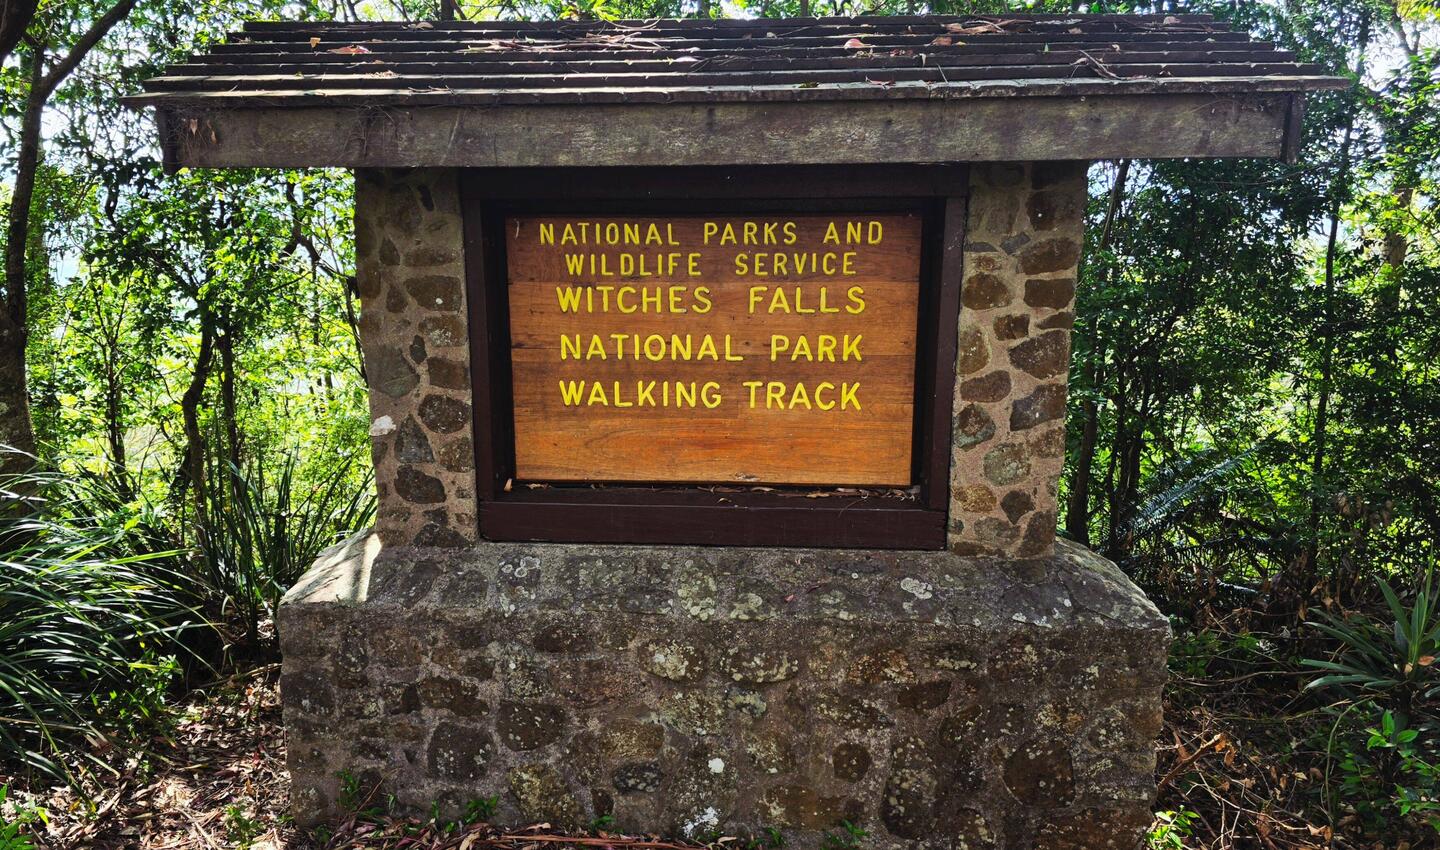 NATIONAL PARKS AND
WILDLIFE SERVICE
WITCHES FALLS
NATIONAL PARK
WALKING TRACK